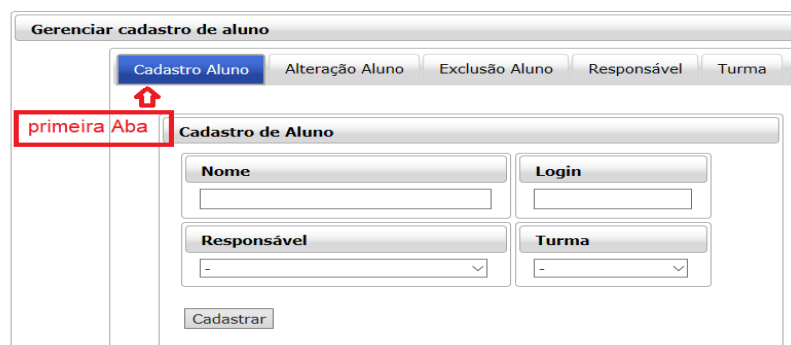 Gerenciar cadastro de aluno
Cadastro Aluno Alteração Aluno Exclusão Aluno Responsável Turma
primeira Aba
Cadastro de Aluno
Nome Login
Responsável Turma
- -
Cadastrar